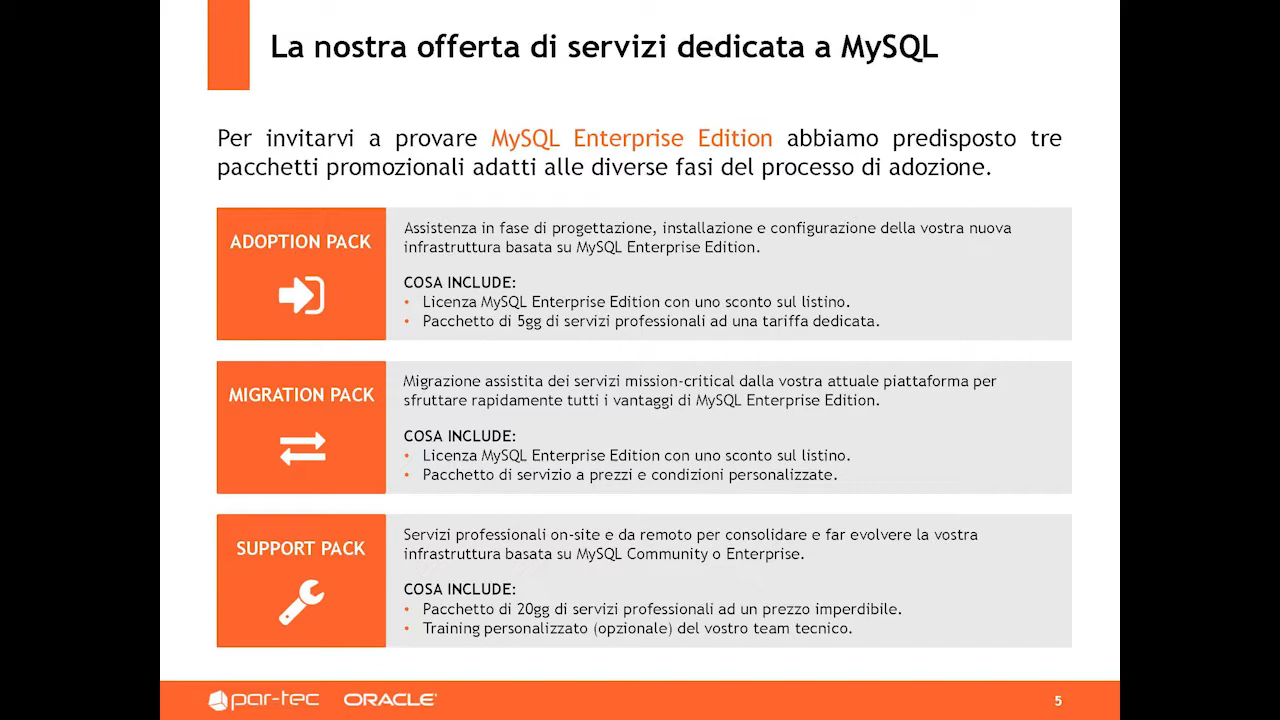 La nostra offerta di servizi dedicata a MySQL
Per invitarvi a provare MySQL Enterprise Edition abbiamo predisposto tre
pacchetti promozionali adatti alle diverse fasi del processo di adozione.
ADOPTION PACK
Assistenza in fase di progettazione, installazione e configurazione della vostra nuova
infrastruttura basata su MySQL Enterprise Edition.
COSA INCLUDE:
• Licenza MySQL Enterprise Edition con uno sconto sul listino.
• Pacchetto di 5gg di servizi professionali ad una tariffa dedicata.
MIGRATION PACK
Migrazione assistita dei servizi mission-critical dalla vostra attuale piattaforma per
sfruttare rapidamente tutti i vantaggi di MySQL Enterprise Edition.
COSA INCLUDE:
• Licenza MySQL Enterprise Edition con uno sconto sul listino.
• Pacchetto di servizio a prezzi e condizioni personalizzate.
SUPPORT PACK
Servizi professionali on-site e da remoto per consolidare e far evolvere la vostra
infrastruttura basata su MySQL Community o Enterprise.
COSA INCLUDE:
• Pacchetto di 20gg di servizi professionali ad un prezzo imperdibile.
• Training personalizzato (opzionale) del vostro team tecnico.
par-tec ORACLE 5